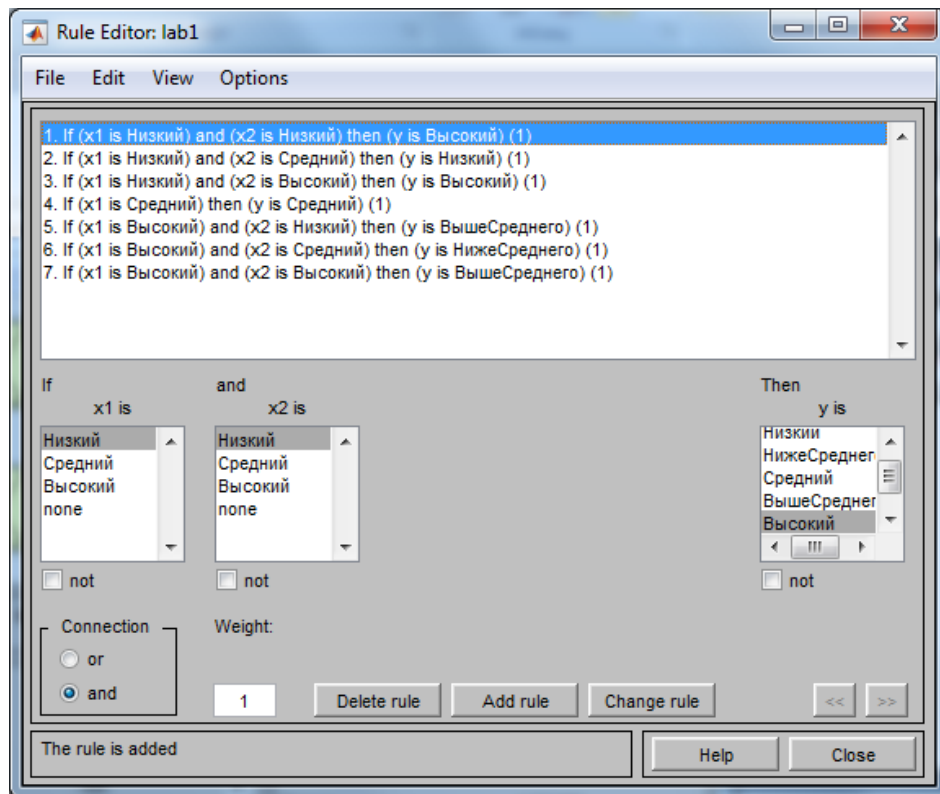 Rule Editor: lab1
File Edit View Options
1. If (x1 is Низкий) and (x2 is Низкий) then (y is Высокий) (1)
2. If (x1 is Низкий) and (x2 is Средний) then (y is Низкий) (1)
3. If (x1 is Низкий) and (x2 is Высокий) then (y is Высокий) (1)
4. If (x1 is Средний) then (y is Средний) (1)
5. If (x1 is Высокий) and (x2 is Низкий) then (y is ВышеСреднего) (1)
6. If (x1 is Высокий) and (x2 is Средний) then (y is НижеСреднего) (1)
7. If (x1 is Высокий) and (x2 is Высокий) then (y is ВышеСреднего) (1)
If
x1 is
Низкий
Средний
Высокий
none
not
and
x2 is
Низкий
Средний
Высокий
none
not
Then
y is
Низкий
НижеСреднег
Средний
ВышеСреднег
Высокий
not
Connection
or
and
Weight:
1
Delete rule
Add rule
Change rule
<<
>>
The rule is added
Help
Close